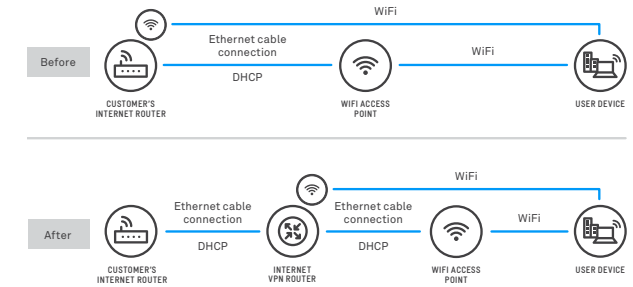 WiFi
Ethernet cable
connection
WiFi
Before
DHCP
CUSTOMER'S
INTERNET ROUTER
WIFI ACCESS
POINT
USER DEVICE
WiFi
Ethernet cable
connection
Ethernet cable
connection
WiFi
After
DHCP
DHCP
CUSTOMER'S
INTERNET ROUTER
INTERNET
VPN ROUTER
WIFI ACCESS
POINT
USER DEVICE